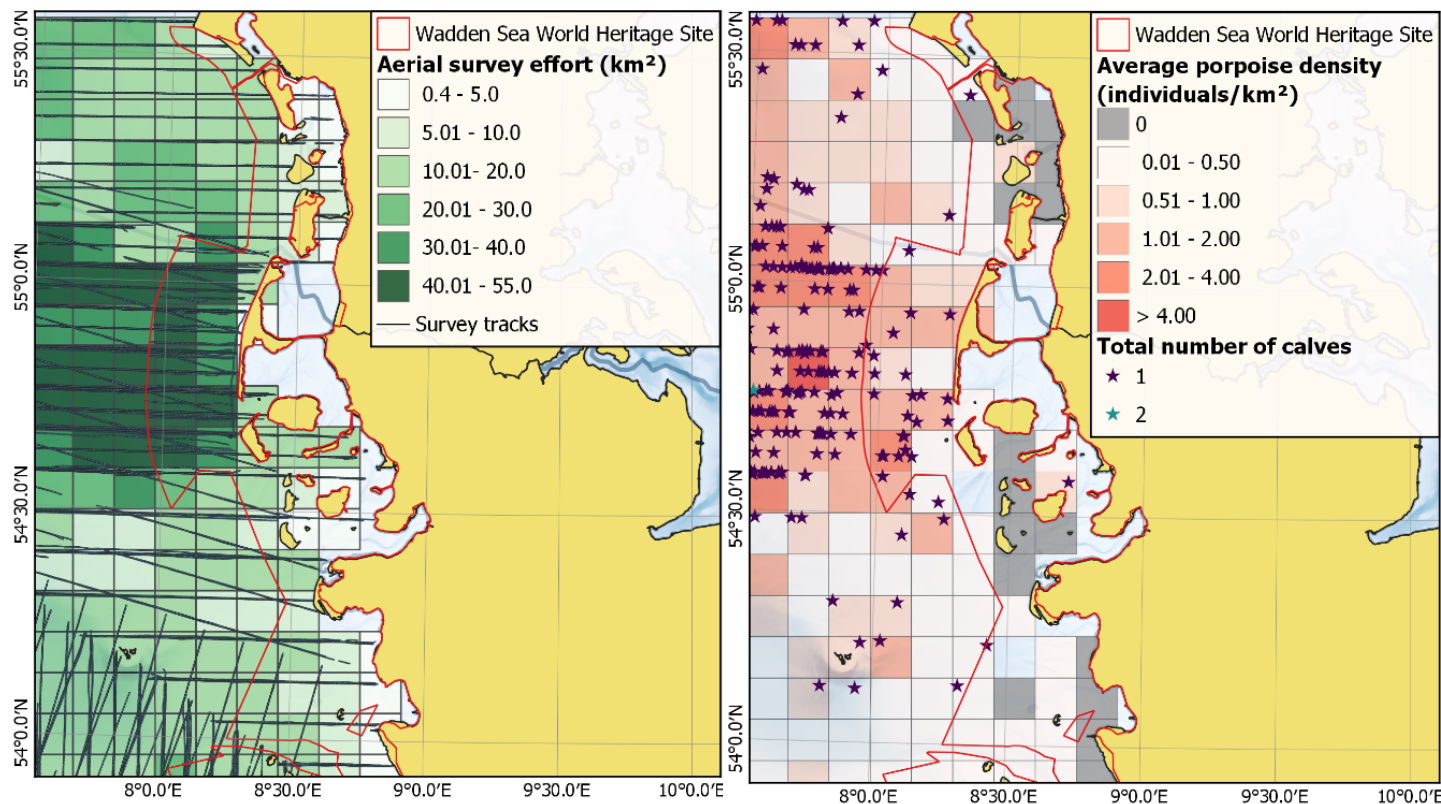 Wadden Sea World Heritage Site
Aerial survey effort (km²)
0.4 - 5.0
5.01 - 10.0
10.01- 20.0
20.01 - 30.0
30.01- 40.0
40.01 - 55.0
Survey tracks
55°30.0'N
55°0.0'N
54°30.0'N
54°0.0'N
8°0.0'E
8°30.0'E
9°0.0'E
9°30.0'E
10°0.0'E
Wadden Sea World Heritage Site
Average porpoise density
(individuals/km²)
0
0.01 - 0.50
0.51 - 1.00
1.01 - 2.00
2.01 - 4.00
> 4.00
Total number of calves
1
2
55°30.0'N
55°0.0'N
54°30.0'N
54°0.0'N
8°0.0'E
8°30.0'E
9°0.0'E
9°30.0'E
10°0.0'E